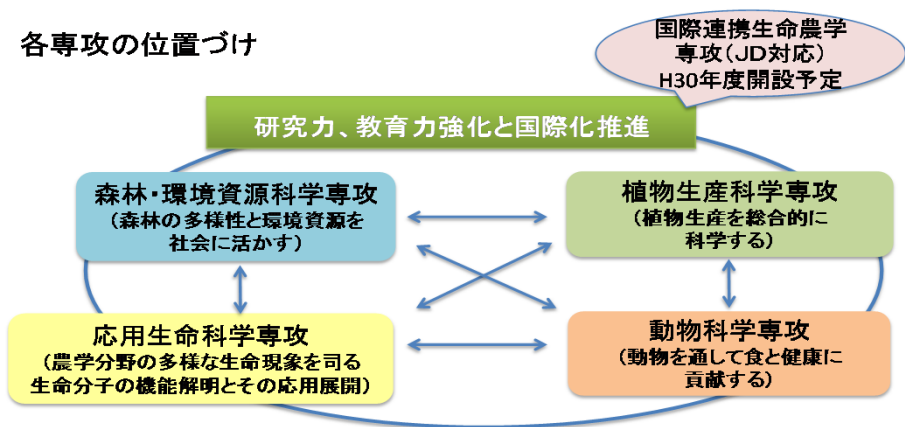 各専攻の位置づけ
国際連携生命農学
専攻(JD対応)
H30年度開設予定
研究力、教育力強化と国際化推進
森林・環境資源科学専攻
(森林の多様性と環境資源を
社会に活かす)
植物生産科学専攻
(植物生産を総合的に
科学する)
応用生命科学専攻
(農学分野の多様な生命現象を司る
生命分子の機能解明とその応用展開)
動物科学専攻
(動物を通して食と健康に
貢献する)